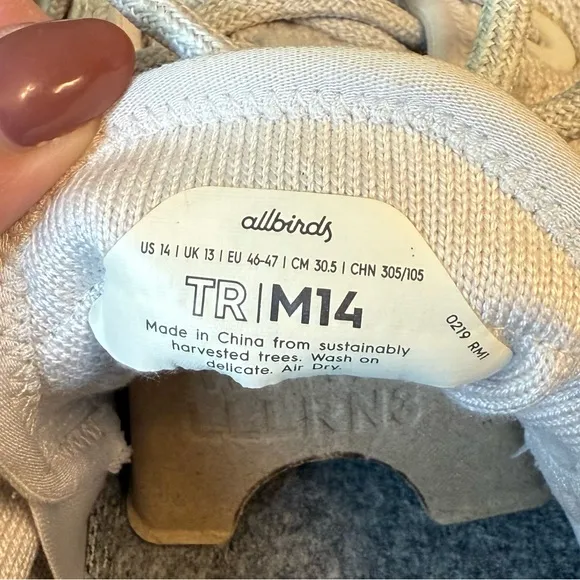 allbirds
US 14 | UK 13 | EU 46-47 | CM 30.5 | CHN 305/105
TR|M14
Made in China from sustainably
harvested trees. Wash on
delicate. Air Dry.
0219 RMI